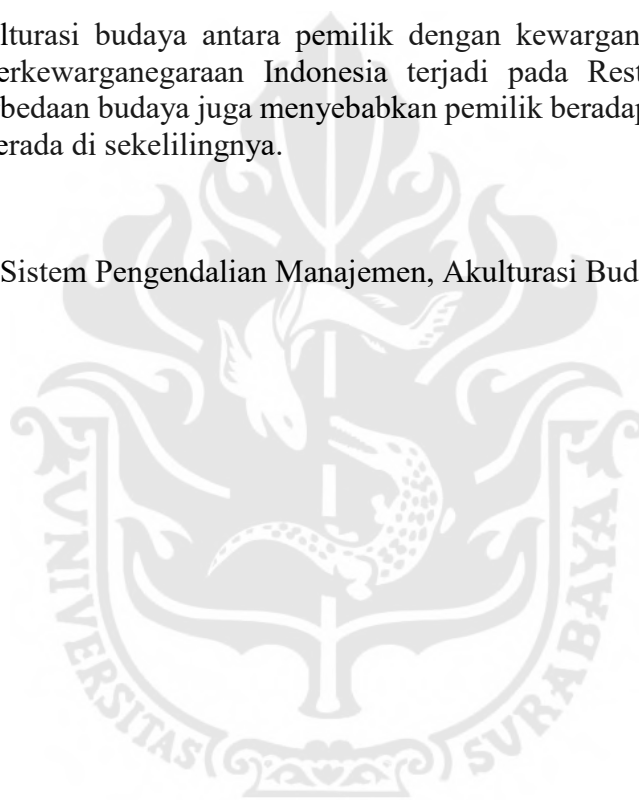 lturasi budaya antara pemilik dengan kewargan
erkewarganegaraan Indonesia terjadi pada Rest
bedaan budaya juga menyebabkan pemilik beradap
erada di sekelilingnya.
Sistem Pengendalian Manajemen, Akulturasi Bud
UNIVERSITAS SURABAYA